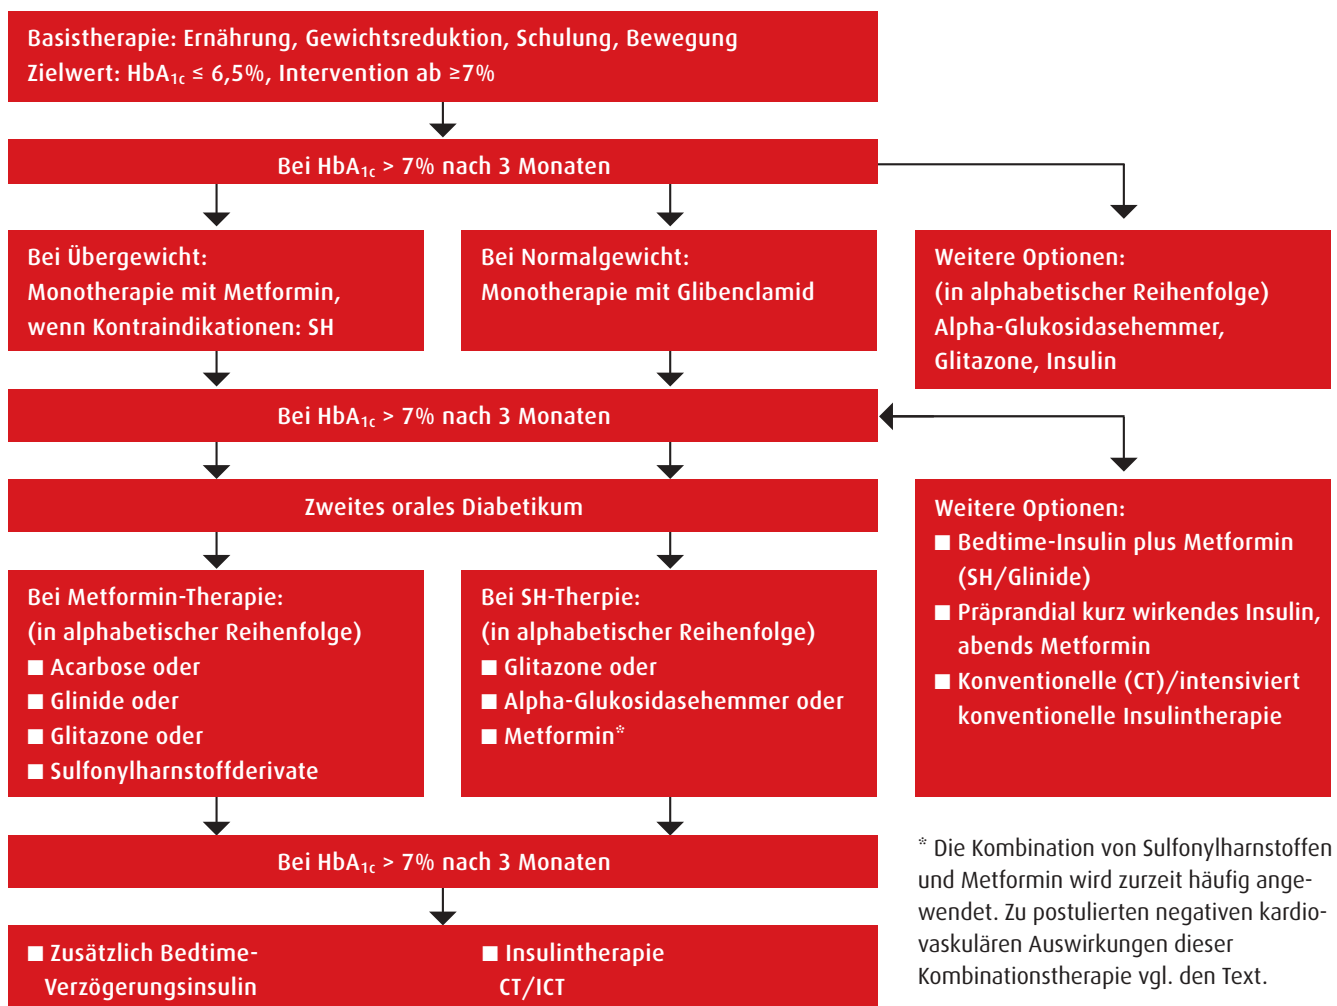 Basistherapie: Ernährung, Gewichtsreduktion, Schulung, Bewegung
Zielwert: HbA1c ≤ 6,5%, Intervention ab ≥7%
Bei HbA1c > 7% nach 3 Monaten
Bei Übergewicht:
Monotherapie mit Metformin,
wenn Kontraindikationen: SH
Bei Normalgewicht:
Monotherapie mit Glibenclamid
Weitere Optionen:
(in alphabetischer Reihenfolge)
Alpha-Glukosidasehemmer,
Glitazone, Insulin
Bei HbA1c > 7% nach 3 Monaten
Zweites orales Diabetikum
Weitere Optionen:
■ Bedtime-Insulin plus Metformin
(SH/Glinide)
■ Präprandial kurz wirkendes Insulin,
abends Metformin
■ Konventionelle (CT)/intensiviert
konventionelle Insulintherapie
Bei Metformin-Therapie:
(in alphabetischer Reihenfolge)
■ Acarbose oder
■ Glinide oder
■ Glitazone oder
■ Sulfonylharnstoffderivate
Bei SH-Therpie:
(in alphabetischer Reihenfolge)
■ Glitazone oder
■ Alpha-Glukosidasehemmer oder
■ Metformin*
Bei HbA1c > 7% nach 3 Monaten
■ Zusätzlich Bedtime-
Verzögerungsinsulin
■ Insulintherapie
CT/ICT
* Die Kombination von Sulfonylharnstoffen
und Metformin wird zurzeit häufig ange-
wendet. Zu postulierten negativen kardio-
vaskulären Auswirkungen dieser
Kombinationstherapie vgl. den Text.